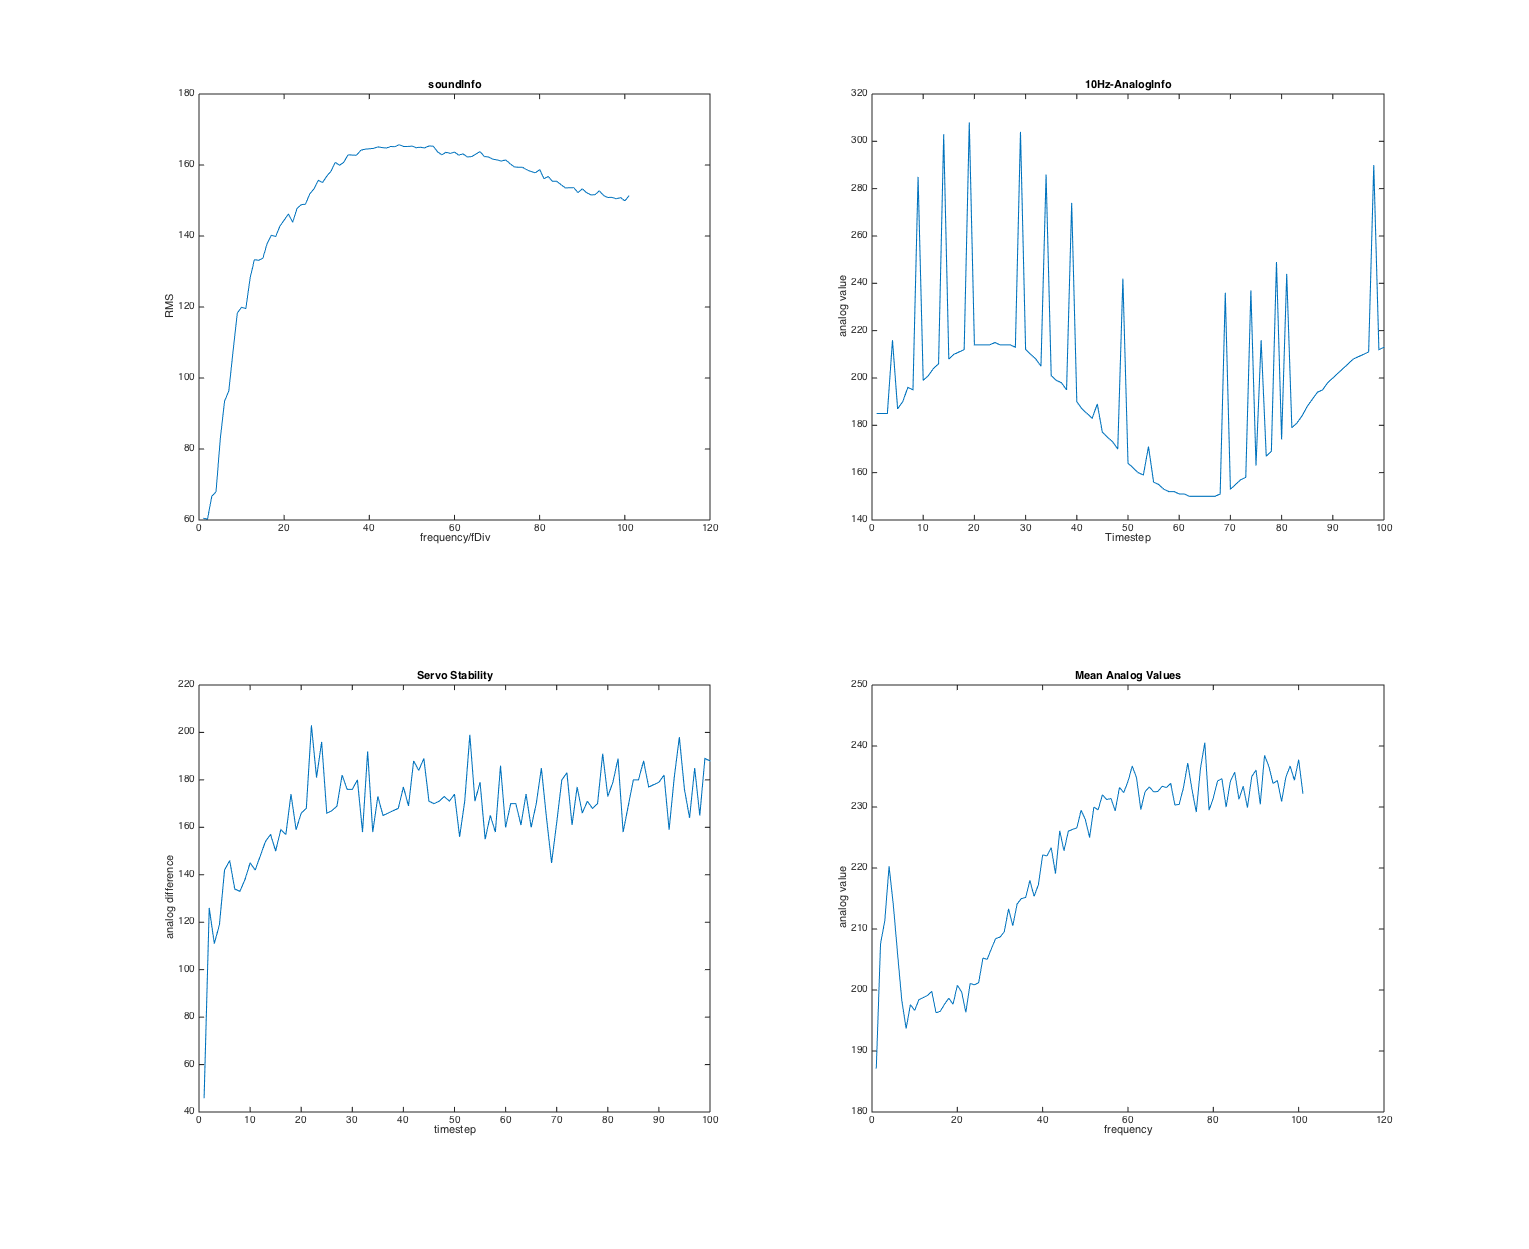 soundInfo
180
160
140
120
100
80
60
RMS
0 20 40 60 80 100 120
frequency/fDiv
10Hz-AnalogInfo
320
300
280
260
240
220
200
180
160
140
analog value
0 10 20 30 40 50 60 70 80 90 100
Timestep
Servo Stability
220
200
180
160
140
120
100
80
60
40
analog difference
0 10 20 30 40 50 60 70 80 90 100
timestep
Mean Analog Values
250
240
230
220
210
200
190
180
analog value
0 20 40 60 80 100 120
frequency